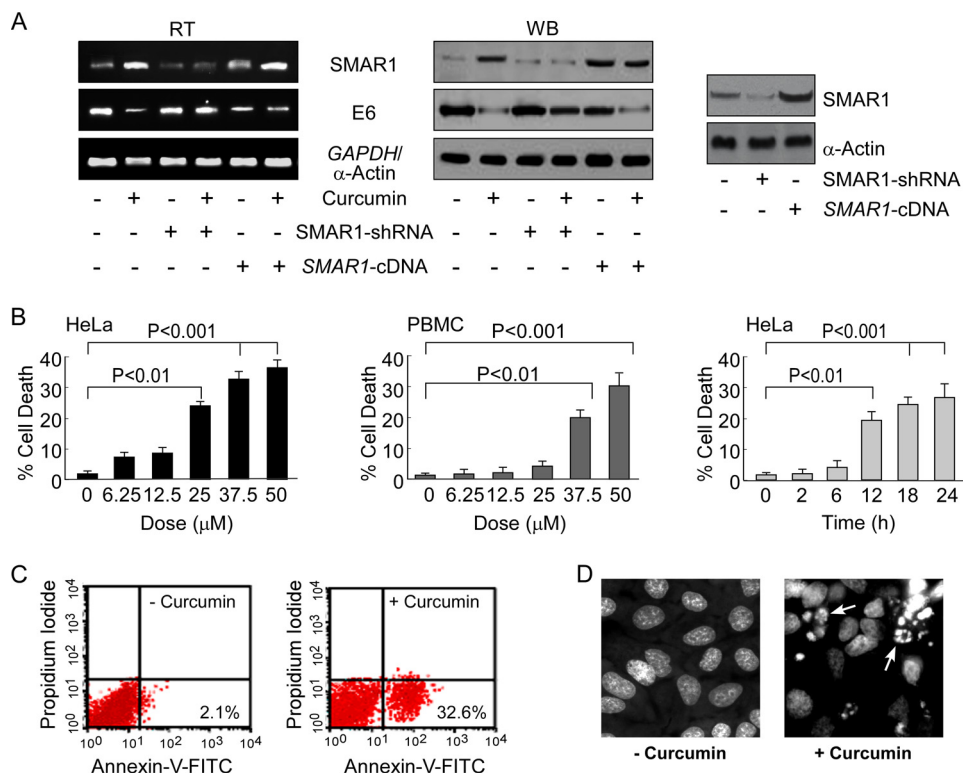 A
RT
WB
SMAR1
E6
GAPDH/
α-Actin
- + - + - + Curcumin - + - + - +
- - + + - - SMAR1-shRNA - - + + - -
- - - - + + SMAR1-cDNA - - - - + +
SMAR1
α-Actin
- + - SMAR1-shRNA
- - + SMAR1-cDNA
B
HeLa
P<0.001
P<0.01
% Cell Death
40
30
20
10
0
0 6.25 12.5 25 37.5 50
Dose (μM)
PBMC
P<0.001
P<0.01
% Cell Death
40
30
20
10
0
0 6.25 12.5 25 37.5 50
Dose (μM)
HeLa
P<0.001
P<0.01
% Cell Death
40
30
20
10
0
0 2 6 12 18 24
Time (h)
C
Propidium Iodide
10⁴
10³
10²
10¹
10⁰
- Curcumin
2.1%
10⁰ 10¹ 10² 10³ 10⁴
Annexin-V-FITC
Propidium Iodide
10⁴
10³
10²
10¹
10⁰
+ Curcumin
32.6%
10⁰ 10¹ 10² 10³ 10⁴
Annexin-V-FITC
D
- Curcumin
+ Curcumin